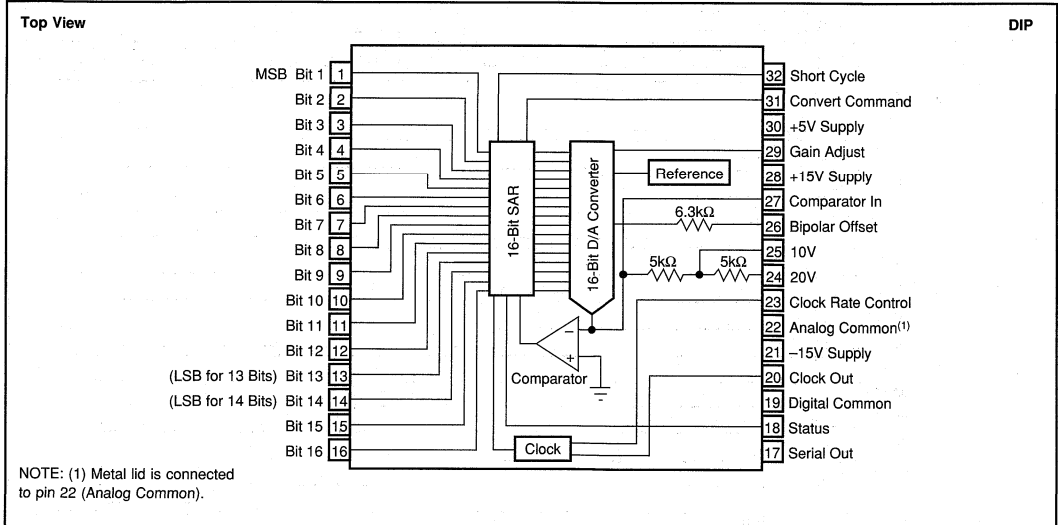 Top View
DIP
MSB Bit 1 1
Bit 2 2
Bit 3 3
Bit 4 4
Bit 5 5
Bit 6 6
Bit 7 7
Bit 8 8
Bit 9 9
Bit 10 10
Bit 11 11
Bit 12 12
(LSB for 13 Bits) Bit 13 13
(LSB for 14 Bits) Bit 14 14
Bit 15 15
Bit 16 16
16-Bit SAR
16-Bit D/A Converter
Reference
6.3kΩ
5kΩ
5kΩ
−
+
Comparator
Clock
32 Short Cycle
31 Convert Command
30 +5V Supply
29 Gain Adjust
28 +15V Supply
27 Comparator In
26 Bipolar Offset
25 10V
24 20V
23 Clock Rate Control
22 Analog Common(1)
21 –15V Supply
20 Clock Out
19 Digital Common
18 Status
17 Serial Out
NOTE: (1) Metal lid is connected
to pin 22 (Analog Common).